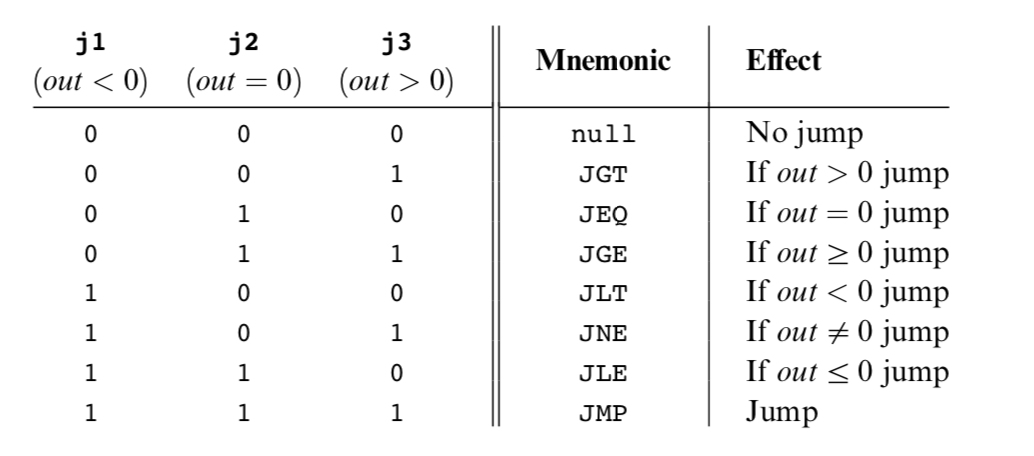 j1 j2 j3 Mnemonic Effect
(out < 0) (out = 0) (out > 0)
0 0 0 null No jump
0 0 1 JGT If out > 0 jump
0 1 0 JEQ If out = 0 jump
0 1 1 JGE If out ≥ 0 jump
1 0 0 JLT If out < 0 jump
1 0 1 JNE If out ≠ 0 jump
1 1 0 JLE If out ≤ 0 jump
1 1 1 JMP Jump